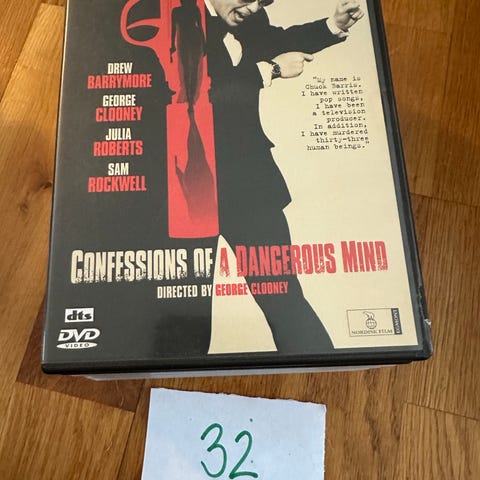 DREW
BARRYMORE
GEORGE
CLOONEY
JULIA
ROBERTS
SAM
ROCKWELL
"My name is
Chuck Barris.
I have written
pop songs,
I have been
a television
producer.
In addition,
I have murdered
thirty-three
human beings."
CONFESSIONS OF A DANGEROUS MIND
DIRECTED BY GEORGE CLOONEY
dts
DVD
VIDEO
NORDISK FILM
EGMONT
32